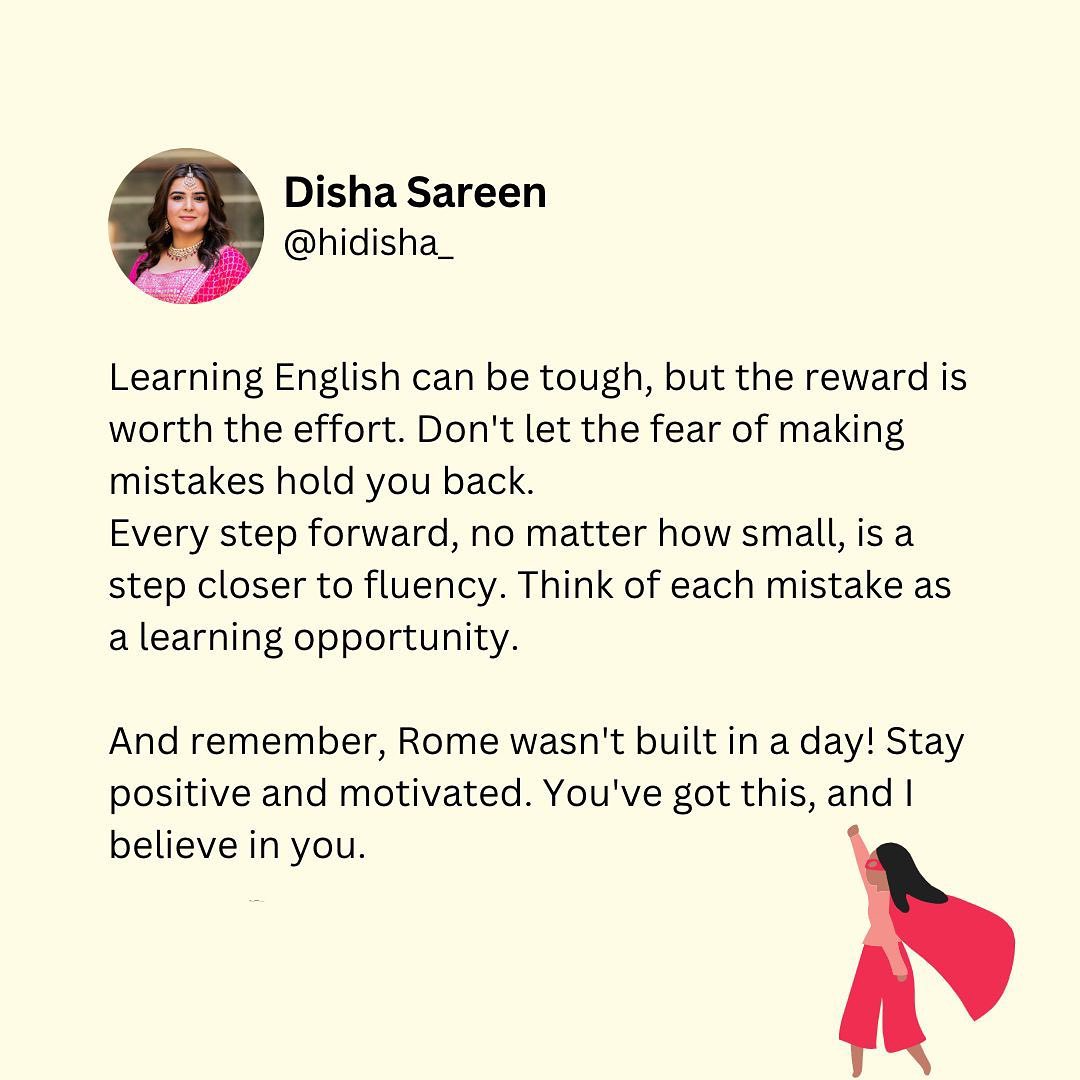 Disha Sareen
@hidisha_
Learning English can be tough, but the reward is
worth the effort. Don't let the fear of making
mistakes hold you back.
Every step forward, no matter how small, is a
step closer to fluency. Think of each mistake as
a learning opportunity.
And remember, Rome wasn't built in a day! Stay
positive and motivated. You've got this, and I
believe in you.